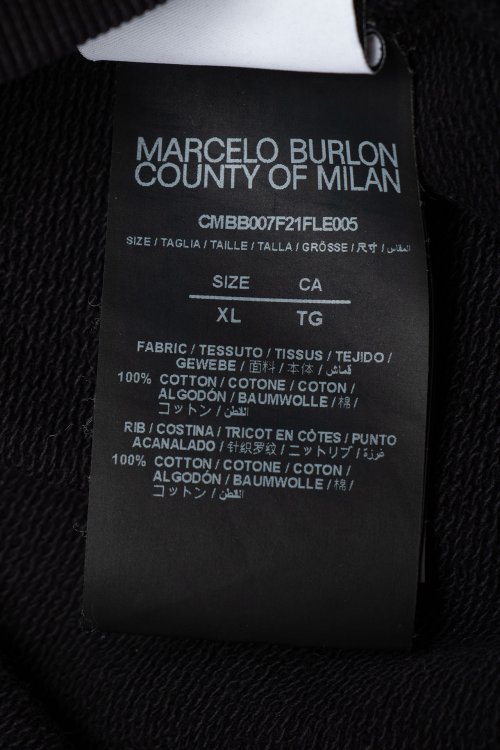 MARCELO BURLON
COUNTY OF MILAN
CMBB007F21FLE005
SIZE / TAGLIA / TAILLE / TALLA / GRÖSSE / 尺寸 / المقاس
SIZE CA
XL TG
FABRIC / TESSUTO / TISSUS / TEJIDO /
GEWEBE / 面料 / 本体 / قماش
100% COTTON / COTONE / COTON /
ALGODÓN / BAUMWOLLE / 棉 /
コットン / القطن
RIB / COSTINA / TRICOT EN CÔTES / PUNTO
ACANALADO / 针织罗纹 / ニットリブ / غرزة
100% COTTON / COTONE / COTON /
ALGODÓN / BAUMWOLLE / 棉 /
コットン / القطن